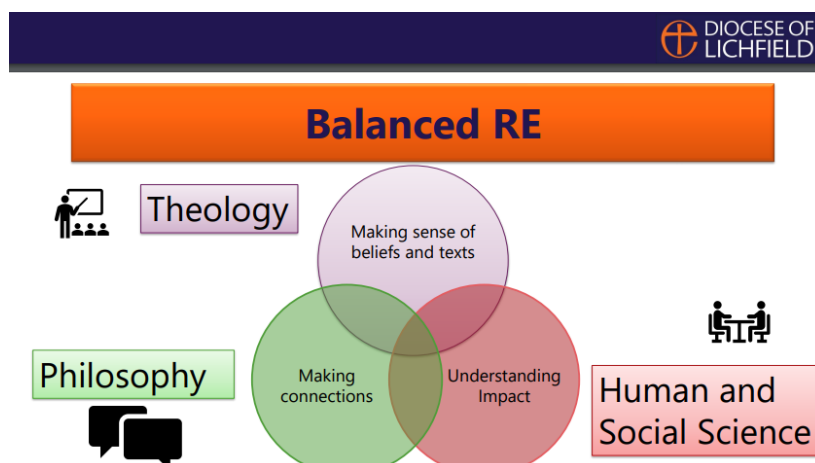 DIOCESE OF
LICHFIELD
Balanced RE
Theology
Making sense of
beliefs and texts
Philosophy
Making
connections
Understanding
Impact
Human and
Social Science